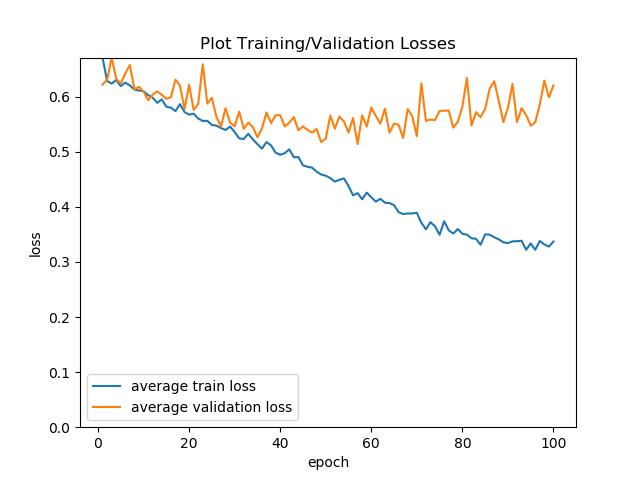 Plot Training/Validation Losses
0.6
0.5
0.4
0.3
0.2
0.1
0.0
loss
average train loss
average validation loss
0 20 40 60 80 100
epoch